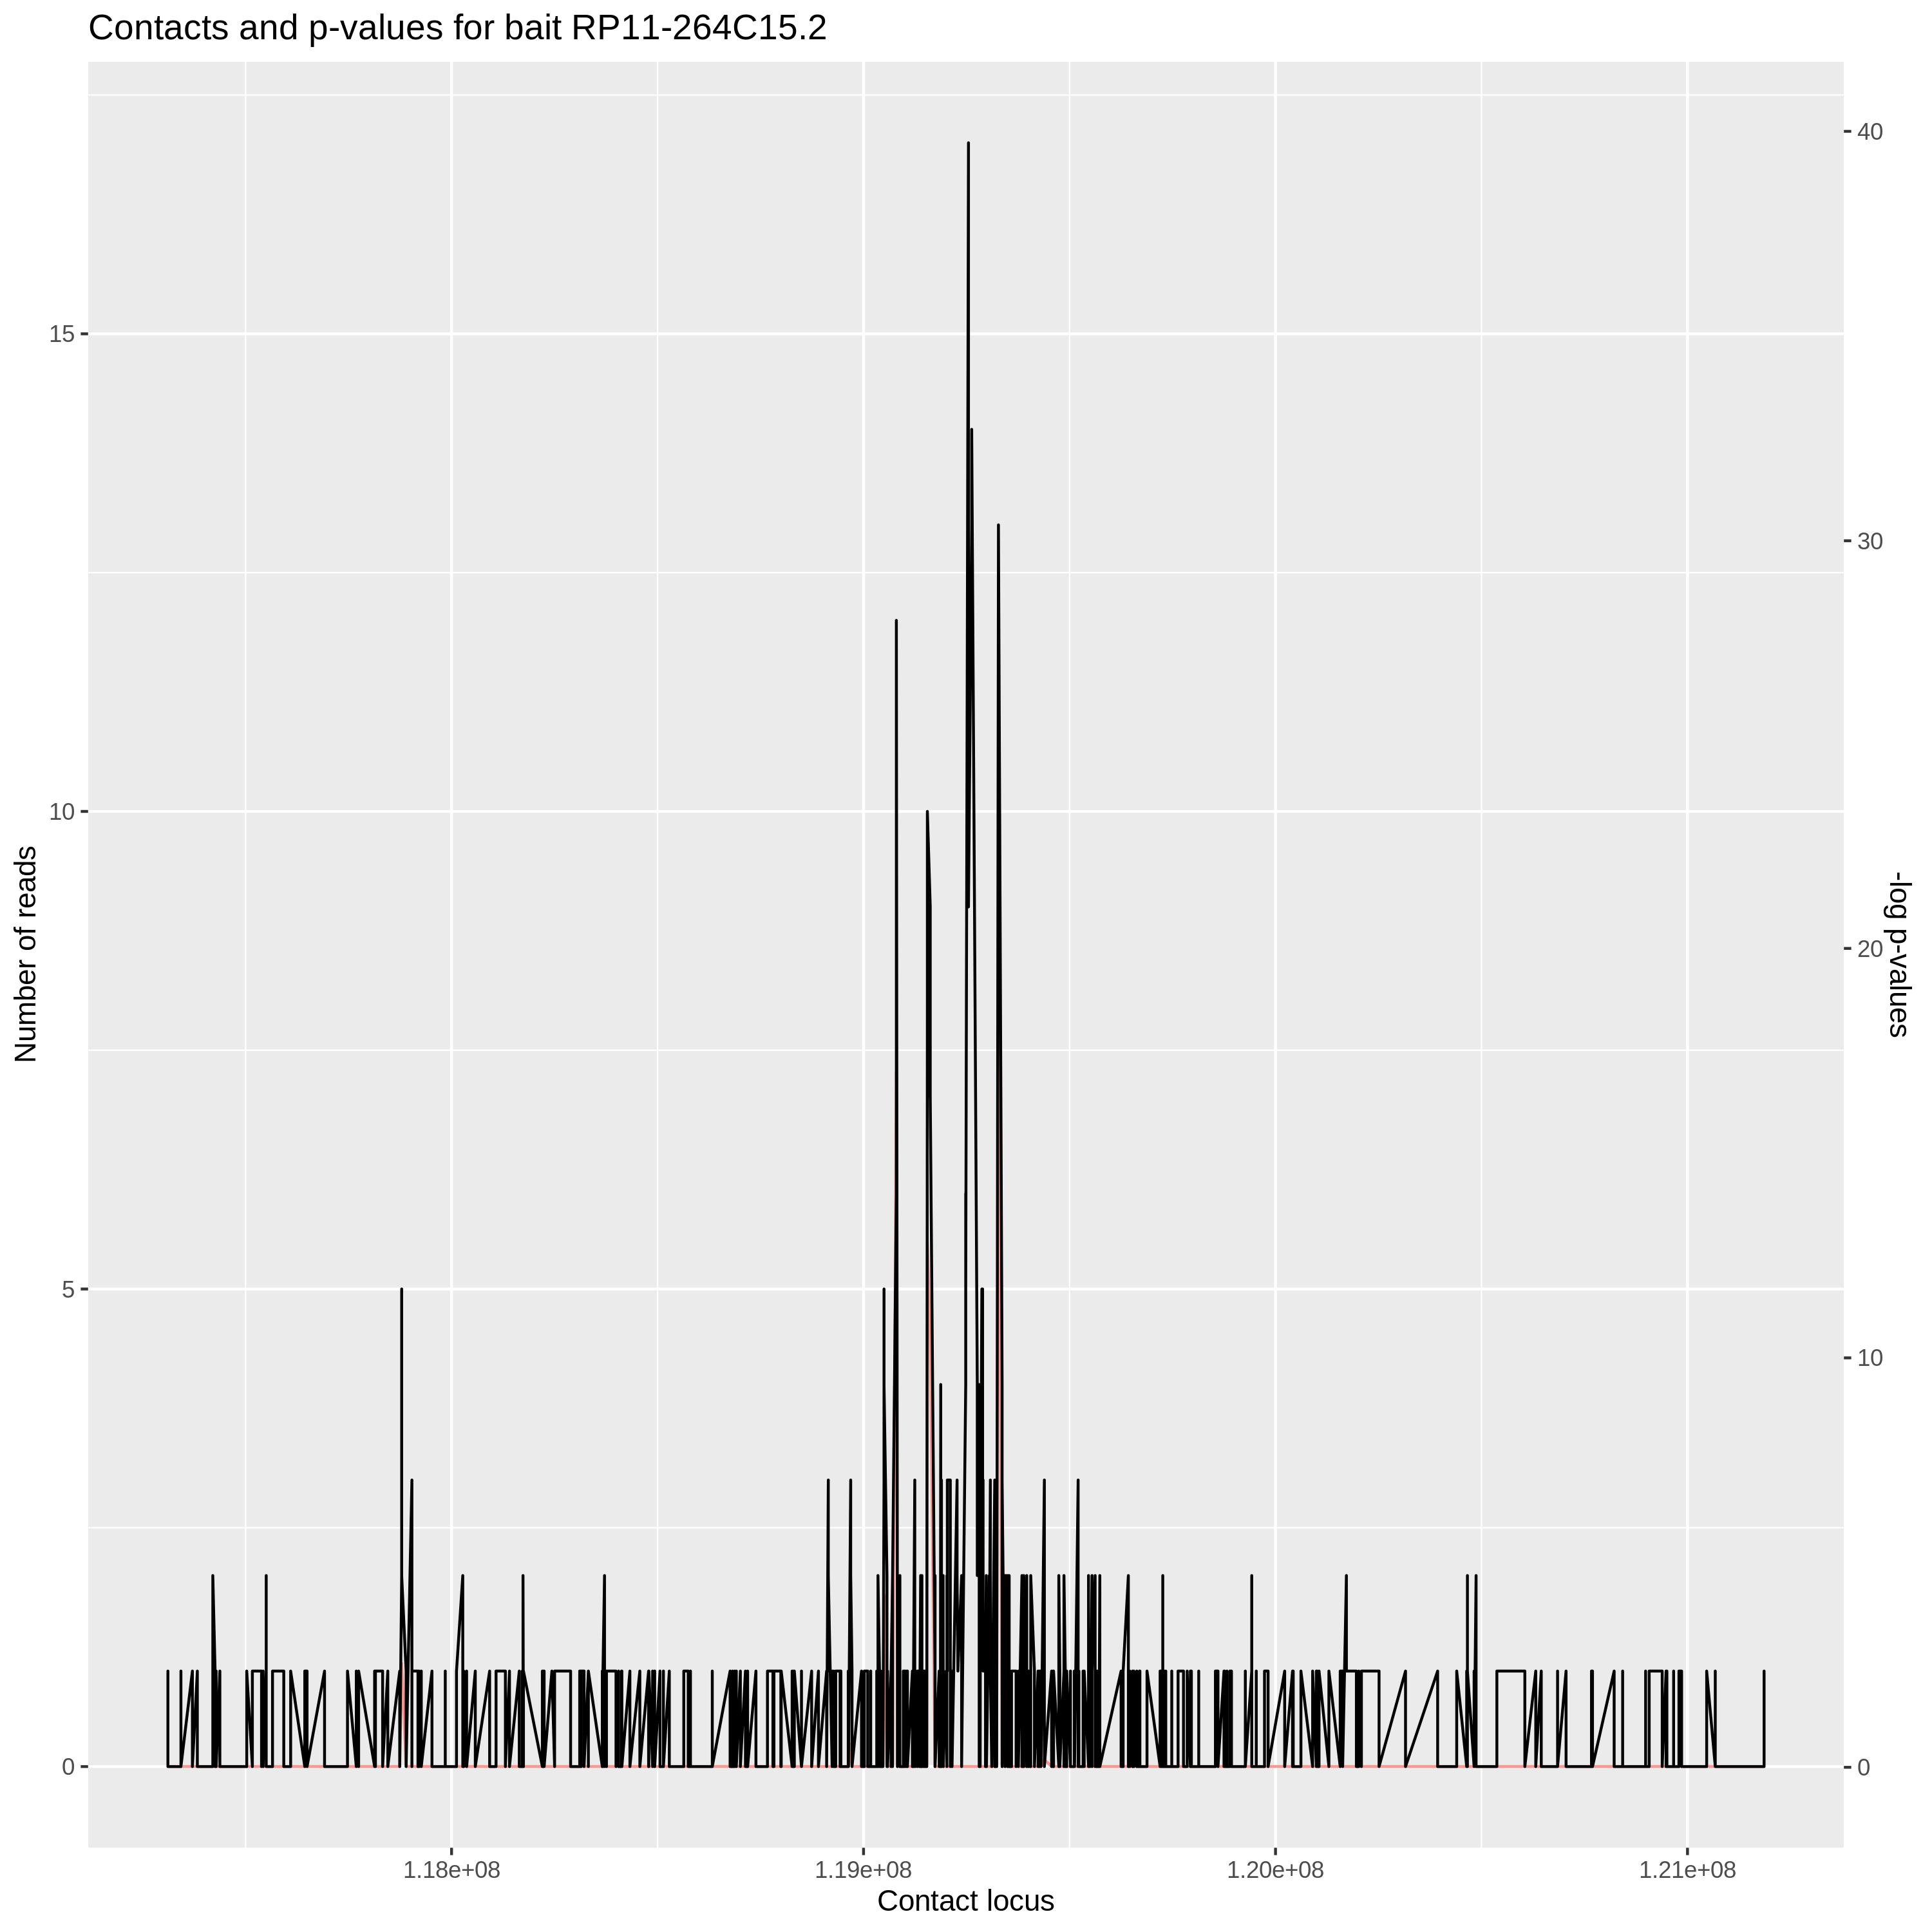 Contacts and p-values for bait RP11-264C15.2
Number of reads
15
10
5
0
40
30
20
10
0
-log p-values
1.18e+08
1.19e+08
1.20e+08
1.21e+08
Contact locus